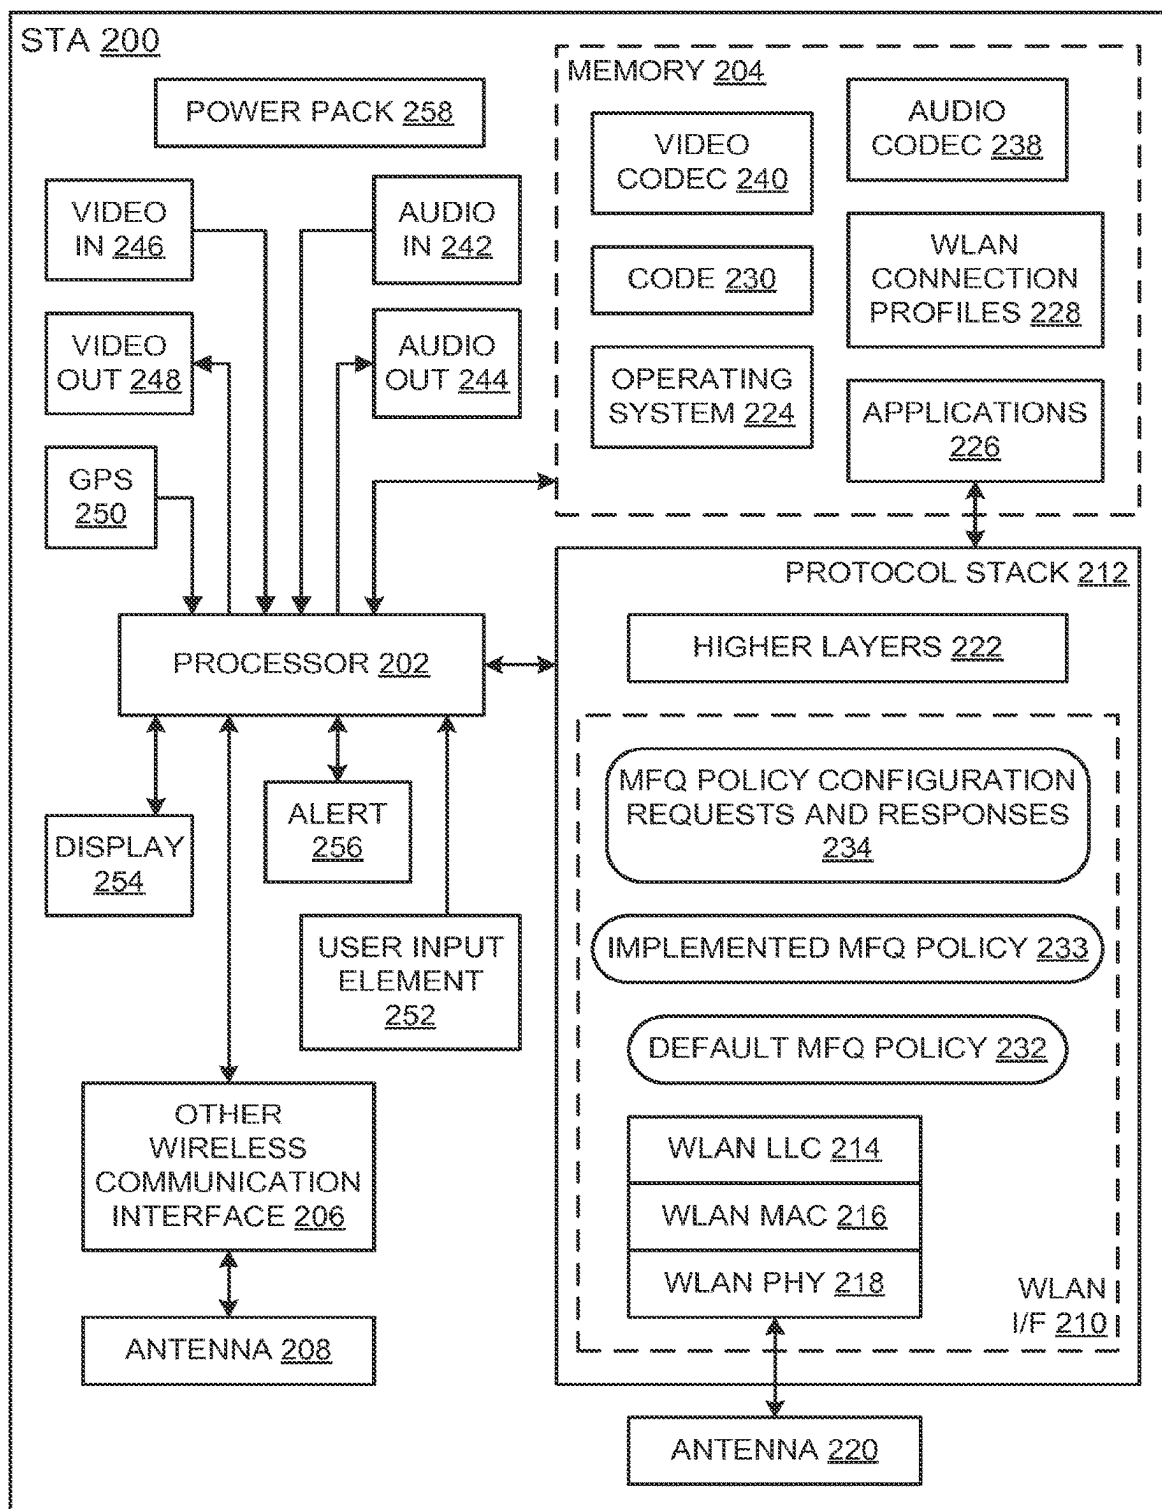 STA 200
POWER PACK 258
VIDEO
IN 246
AUDIO
IN 242
VIDEO
OUT 248
AUDIO
OUT 244
GPS
250
MEMORY 204
VIDEO
CODEC 240
AUDIO
CODEC 238
CODE 230
WLAN
CONNECTION
PROFILES 228
OPERATING
SYSTEM 224
APPLICATIONS
226
PROCESSOR 202
PROTOCOL STACK 212
HIGHER LAYERS 222
MFQ POLICY CONFIGURATION
REQUESTS AND RESPONSES
234
IMPLEMENTED MFQ POLICY 233
DEFAULT MFQ POLICY 232
WLAN LLC 214
WLAN MAC 216
WLAN PHY 218
WLAN
I/F 210
DISPLAY
254
ALERT
256
USER INPUT
ELEMENT
252
OTHER
WIRELESS
COMMUNICATION
INTERFACE 206
ANTENNA 208
ANTENNA 220